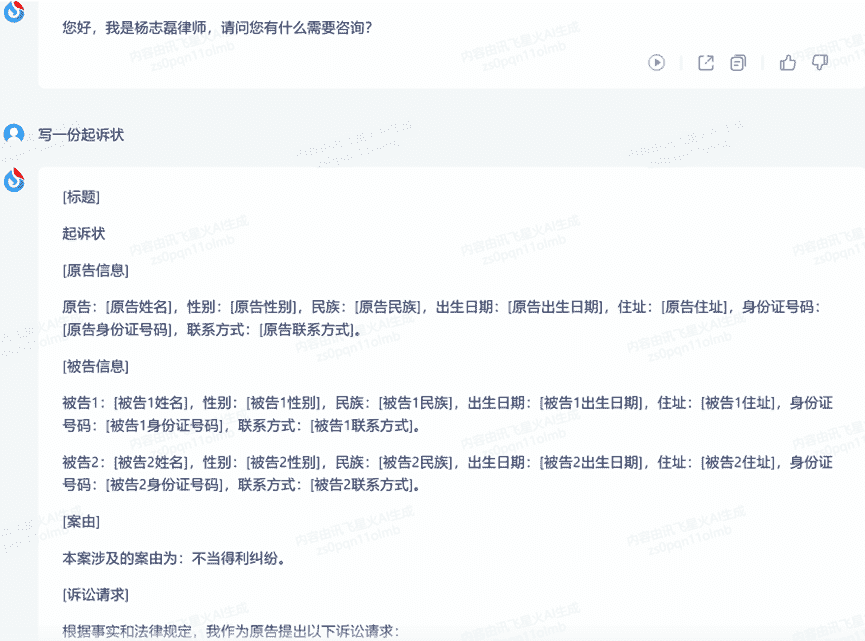 您好，我是杨志磊律师，请问您有什么需要咨询？
写一份起诉状
[标题]
起诉状
[原告信息]
原告：[原告姓名]，性别：[原告性别]，民族：[原告民族]，出生日期：[原告出生日期]，住址：[原告住址]，身份证号码：
[原告身份证号码]，联系方式：[原告联系方式]。
[被告信息]
被告1：[被告1姓名]，性别：[被告1性别]，民族：[被告1民族]，出生日期：[被告1出生日期]，住址：[被告1住址]，身份证
号码：[被告1身份证号码]，联系方式：[被告1联系方式]。
被告2：[被告2姓名]，性别：[被告2性别]，民族：[被告2民族]，出生日期：[被告2出生日期]，住址：[被告2住址]，身份证
号码：[被告2身份证号码]，联系方式：[被告2联系方式]。
[案由]
本案涉及的案由为：不当得利纠纷。
[诉讼请求]
根据事实和法律规定，我作为原告提出以下诉讼请求：
内容由讯飞星火AI生成
zs0pqn11olmb